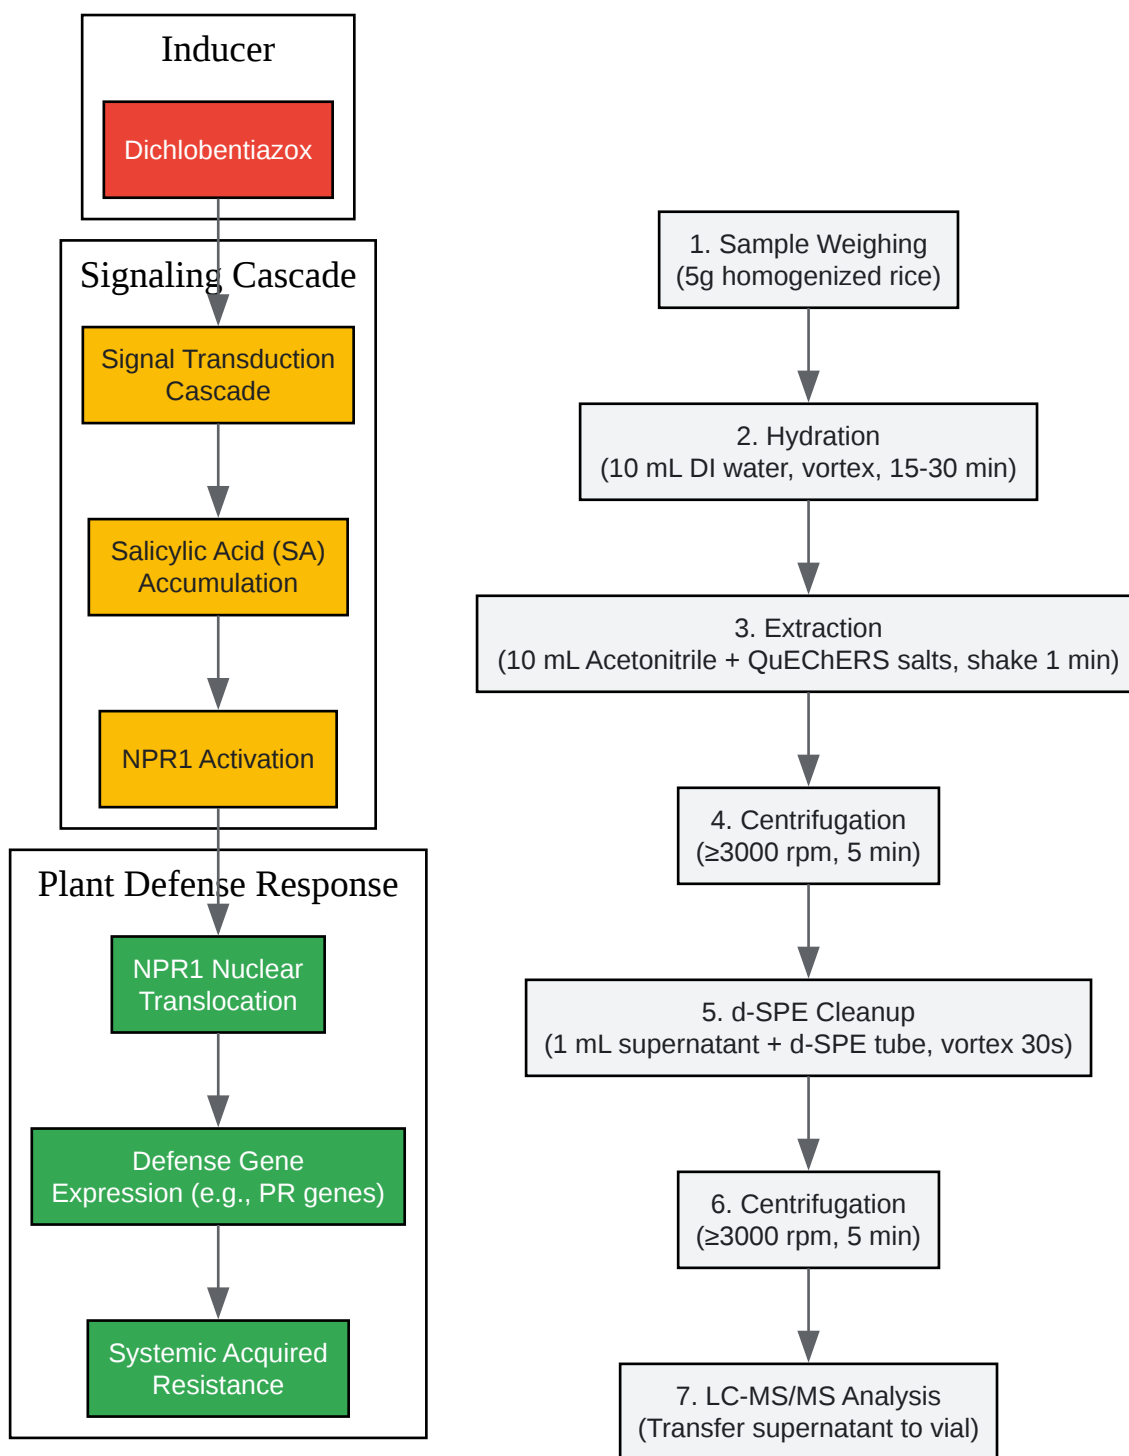 Inducer
Dichlobentiazox
Signaling Cascade
Signal Transduction
Cascade
Salicylic Acid (SA)
Accumulation
NPR1 Activation
Plant Defense Response
NPR1 Nuclear
Translocation
Defense Gene
Expression (e.g., PR genes)
Systemic Acquired
Resistance
1. Sample Weighing
(5g homogenized rice)
2. Hydration
(10 mL DI water, vortex, 15-30 min)
3. Extraction
(10 mL Acetonitrile + QuEChERS salts, shake 1 min)
4. Centrifugation
(≥3000 rpm, 5 min)
5. d-SPE Cleanup
(1 mL supernatant + d-SPE tube, vortex 30s)
6. Centrifugation
(≥3000 rpm, 5 min)
7. LC-MS/MS Analysis
(Transfer supernatant to vial)